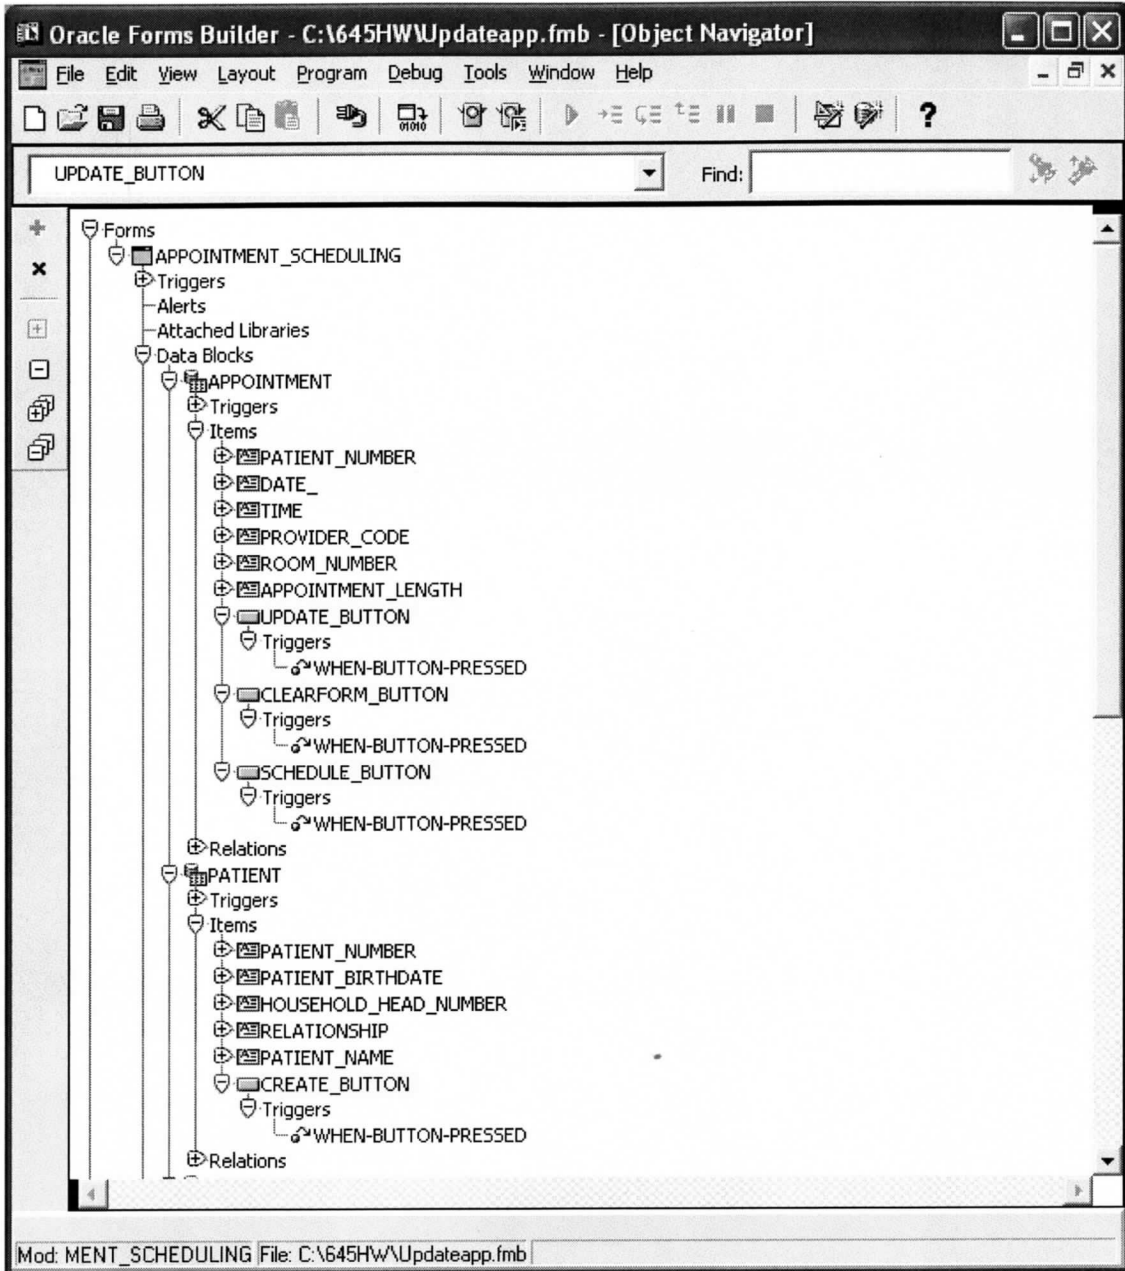 Oracle Forms Builder - C:\645HW\Updateapp.fmb - [Object Navigator]
File Edit View Layout Program Debug Tools Window Help
UPDATE_BUTTON Find:
Forms
APPOINTMENT_SCHEDULING
Triggers
Alerts
Attached Libraries
Data Blocks
APPOINTMENT
Triggers
Items
PATIENT_NUMBER
DATE_
TIME
PROVIDER_CODE
ROOM_NUMBER
APPOINTMENT_LENGTH
UPDATE_BUTTON
Triggers
WHEN-BUTTON-PRESSED
CLEARFORM_BUTTON
Triggers
WHEN-BUTTON-PRESSED
SCHEDULE_BUTTON
Triggers
WHEN-BUTTON-PRESSED
Relations
PATIENT
Triggers
Items
PATIENT_NUMBER
PATIENT_BIRTHDATE
HOUSEHOLD_HEAD_NUMBER
RELATIONSHIP
PATIENT_NAME
CREATE_BUTTON
Triggers
WHEN-BUTTON-PRESSED
Relations
Mod: MENT_SCHEDULING File: C:\645HW\Updateapp.fmb